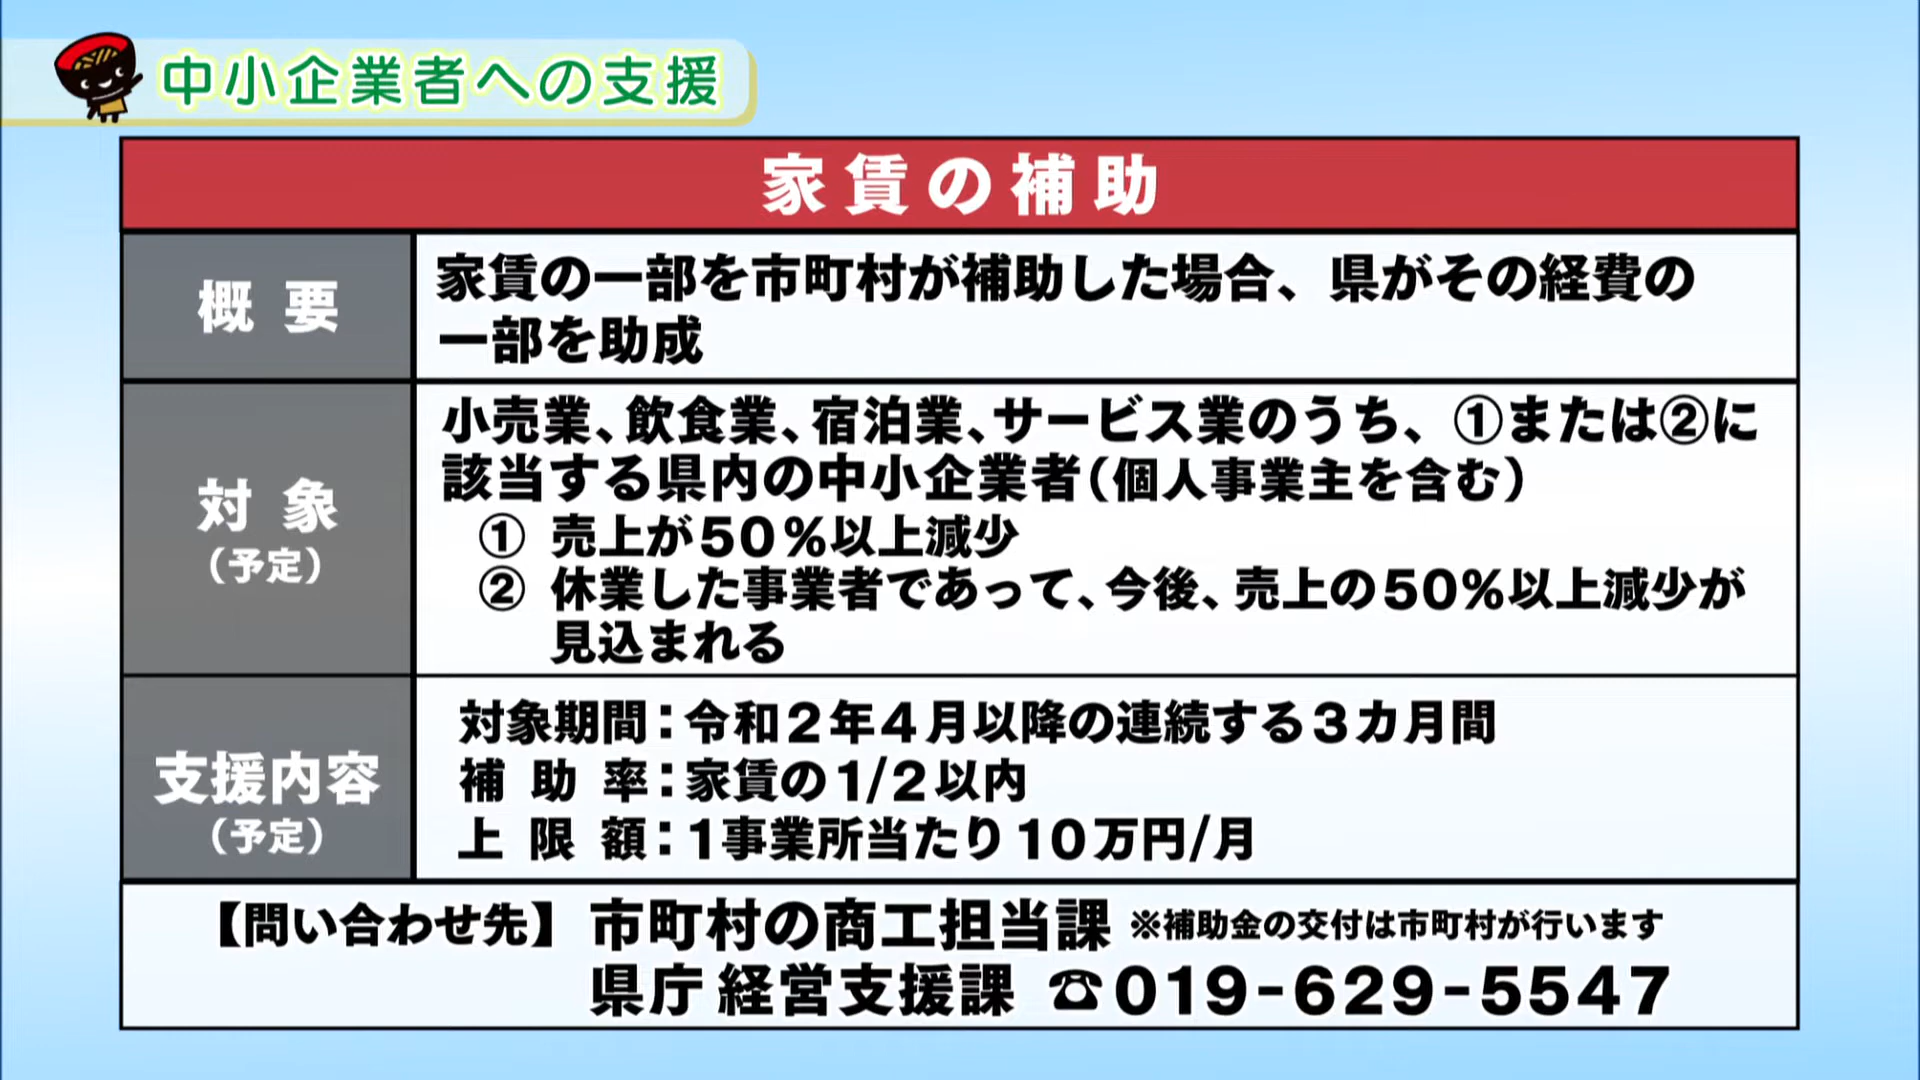 中小企業者への支援
家賃の補助
概要
家賃の一部を市町村が補助した場合、県がその経費の
一部を助成
対象
（予定）
小売業、飲食業、宿泊業、サービス業のうち、①または②に
該当する県内の中小企業者（個人事業主を含む）
① 売上が50％以上減少
② 休業した事業者であって、今後、売上の50％以上減少が
見込まれる
支援内容
（予定）
対象期間：令和２年４月以降の連続する３カ月間
補助率：家賃の1/2以内
上限額：１事業所当たり10万円/月
【問い合わせ先】 市町村の商工担当課 ※補助金の交付は市町村が行います
県庁 経営支援課 ☎019-629-5547